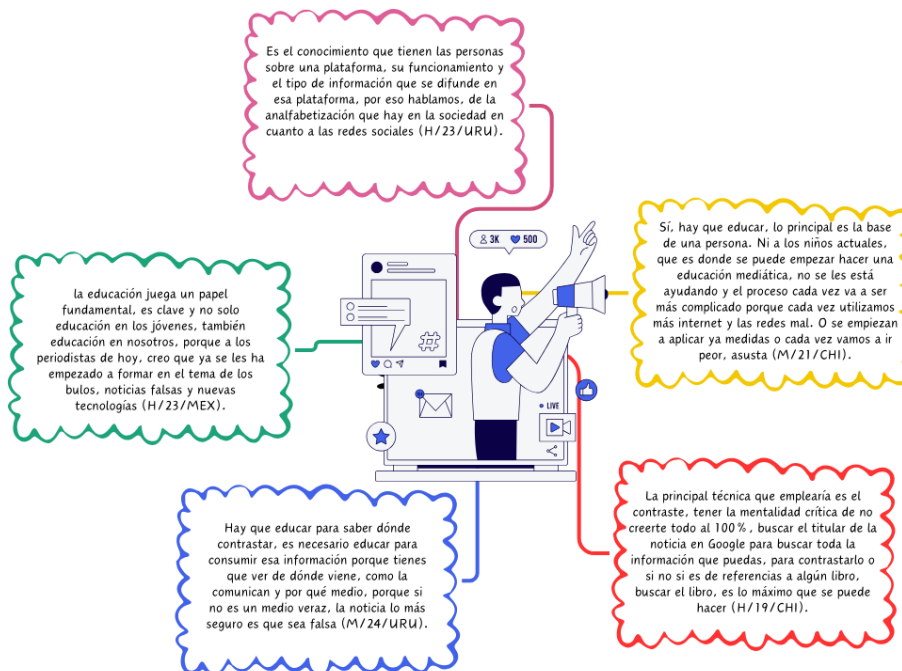 Es el conocimiento que tienen las personas
sobre una plataforma, su funcionamiento y
el tipo de información que se difunde en
esa plataforma, por eso hablamos, de la
analfabetización que hay en la sociedad en
cuanto a las redes sociales (H/23/URU).
Sí, hay que educar, lo principal es la base
de una persona. Ni a los niños actuales,
que es donde se puede empezar hacer una
educación mediática, no se les está
ayudando y el proceso cada vez va a ser
más complicado porque cada vez utilizamos
más internet y las redes mal. O se empiezan
a aplicar ya medidas o cada vez vamos a ir
peor, asusta (M/21/CHI).
3K
500
la educación juega un papel
fundamental, es clave y no solo
educación en los jóvenes, también
educación en nosotros, porque a los
periodistas de hoy, creo que ya se les ha
empezado a formar en el tema de los
bulos, noticias falsas y nuevas
tecnologías (H/23/MEX).
#
LIVE
La principal técnica que emplearía es el
contraste, tener la mentalidad crítica de no
creerte todo al 100%, buscar el titular de la
noticia en Google para buscar toda la
información que puedas, para contrastarlo o
si no si es de referencias a algún libro,
buscar el libro, es lo máximo que se puede
hacer (H/19/CHI).
Hay que educar para saber dónde
contrastar, es necesario educar para
consumir esa información porque tienes
que ver de dónde viene, como la
comunican y por qué medio, porque si
no es un medio veraz, la noticia lo más
seguro es que sea falsa (M/24/URU).